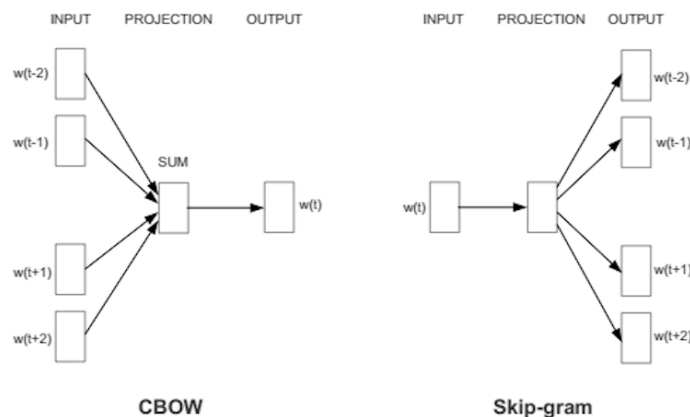 INPUT PROJECTION OUTPUT
w(t-2)
w(t-1)
SUM
w(t)
w(t+1)
w(t+2)
CBOW
INPUT PROJECTION OUTPUT
w(t-2)
w(t-1)
w(t)
w(t+1)
w(t+2)
Skip-gram